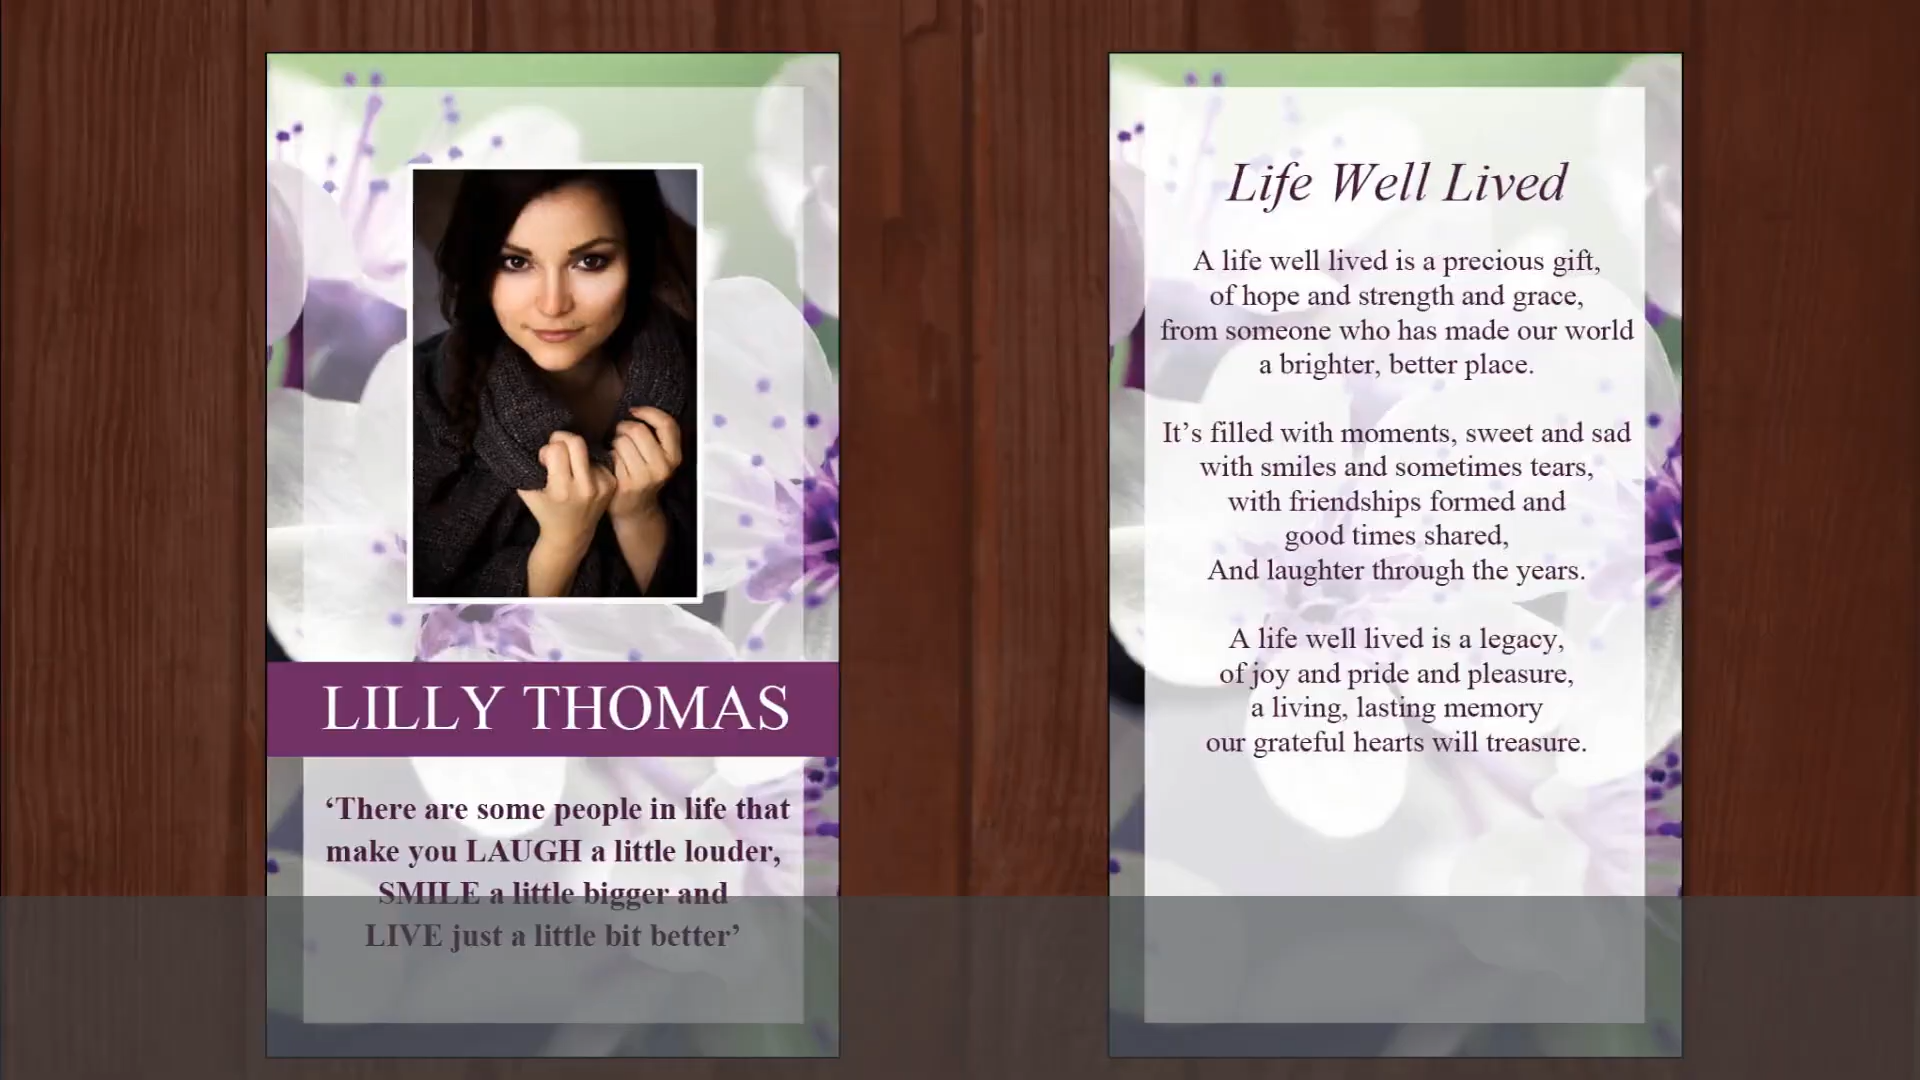 LILLY THOMAS
‘There are some people in life that
make you LAUGH a little louder,
SMILE a little bigger and
LIVE just a little bit better’
Life Well Lived
A life well lived is a precious gift,
of hope and strength and grace,
from someone who has made our world
a brighter, better place.
It’s filled with moments, sweet and sad
with smiles and sometimes tears,
with friendships formed and
good times shared,
And laughter through the years.
A life well lived is a legacy,
of joy and pride and pleasure,
a living, lasting memory
our grateful hearts will treasure.